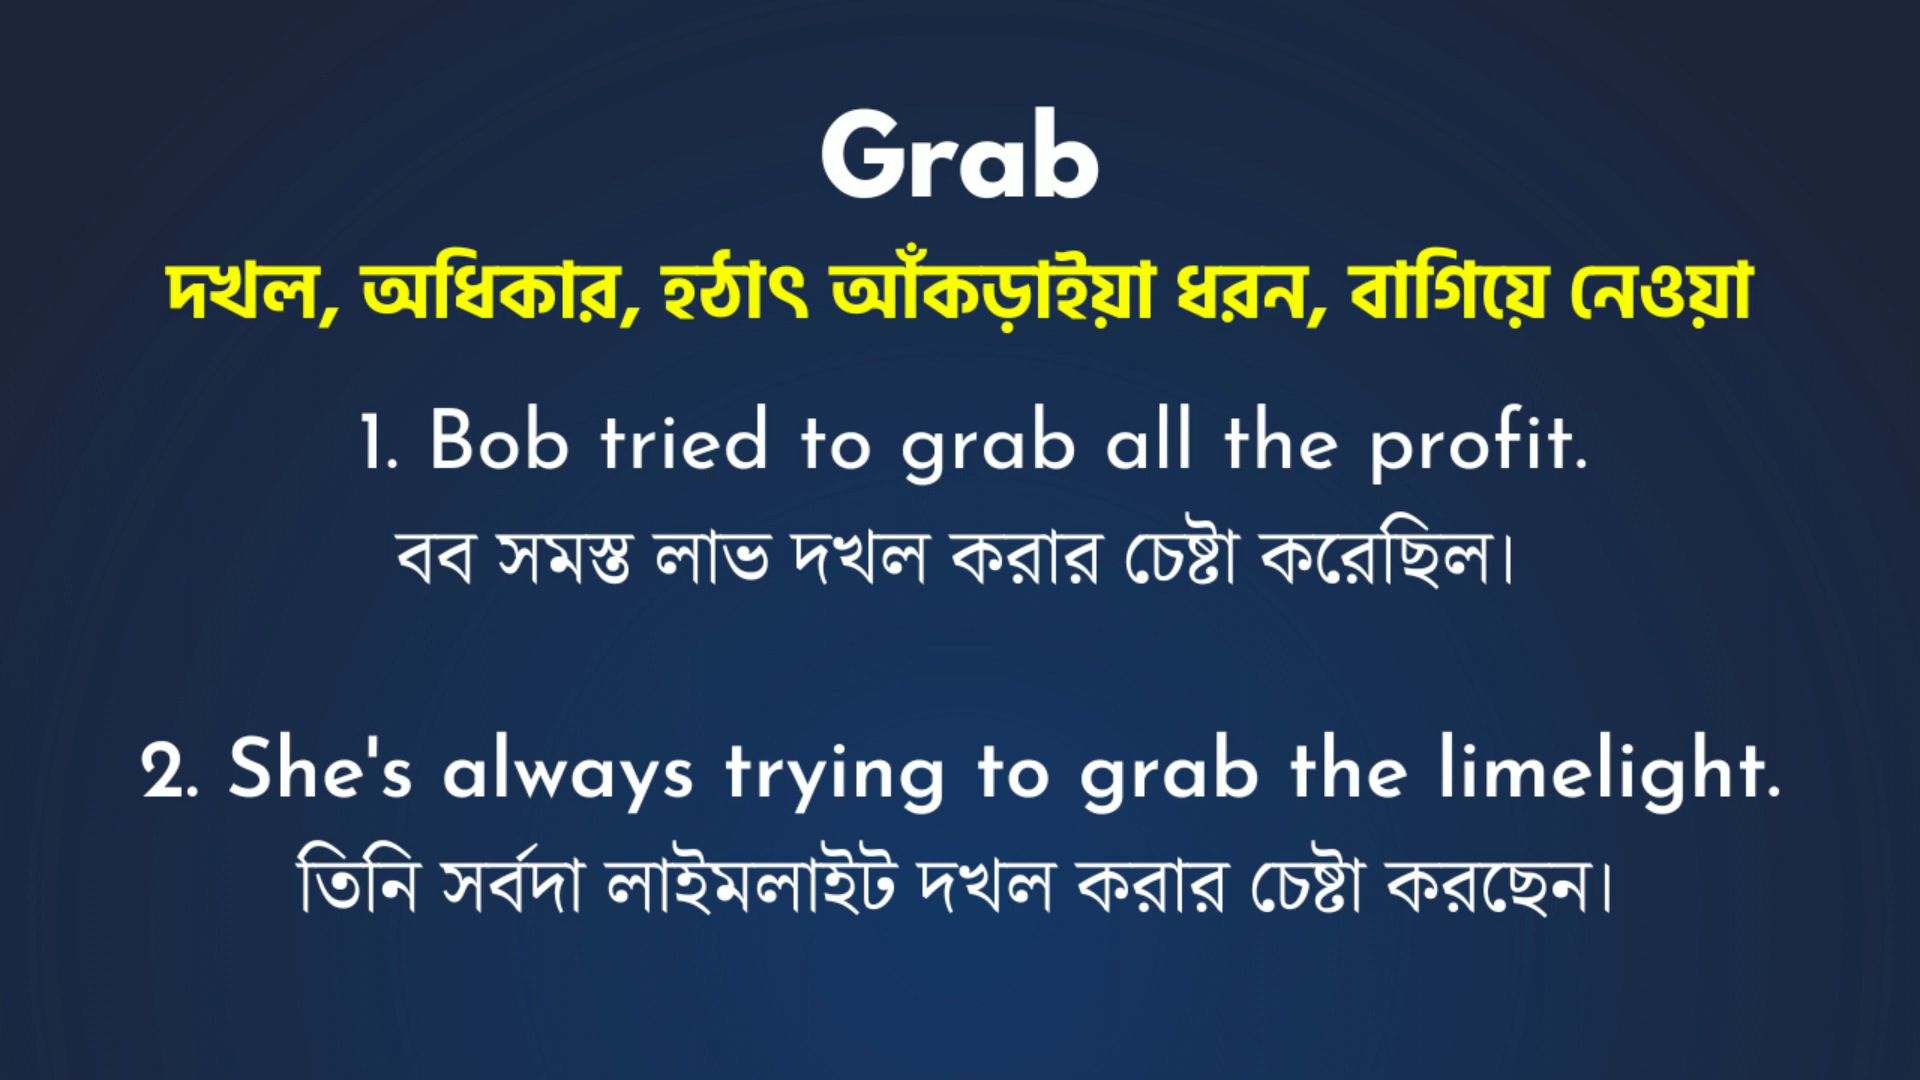 Grab
দখল, অধিকার, হঠাৎ আঁকড়াইয়া ধরন, বাগিয়ে নেওয়া
1. Bob tried to grab all the profit.
বব সমস্ত লাভ দখল করার চেষ্টা করেছিল।
2. She's always trying to grab the limelight.
তিনি সর্বদা লাইমলাইট দখল করার চেষ্টা করছেন।